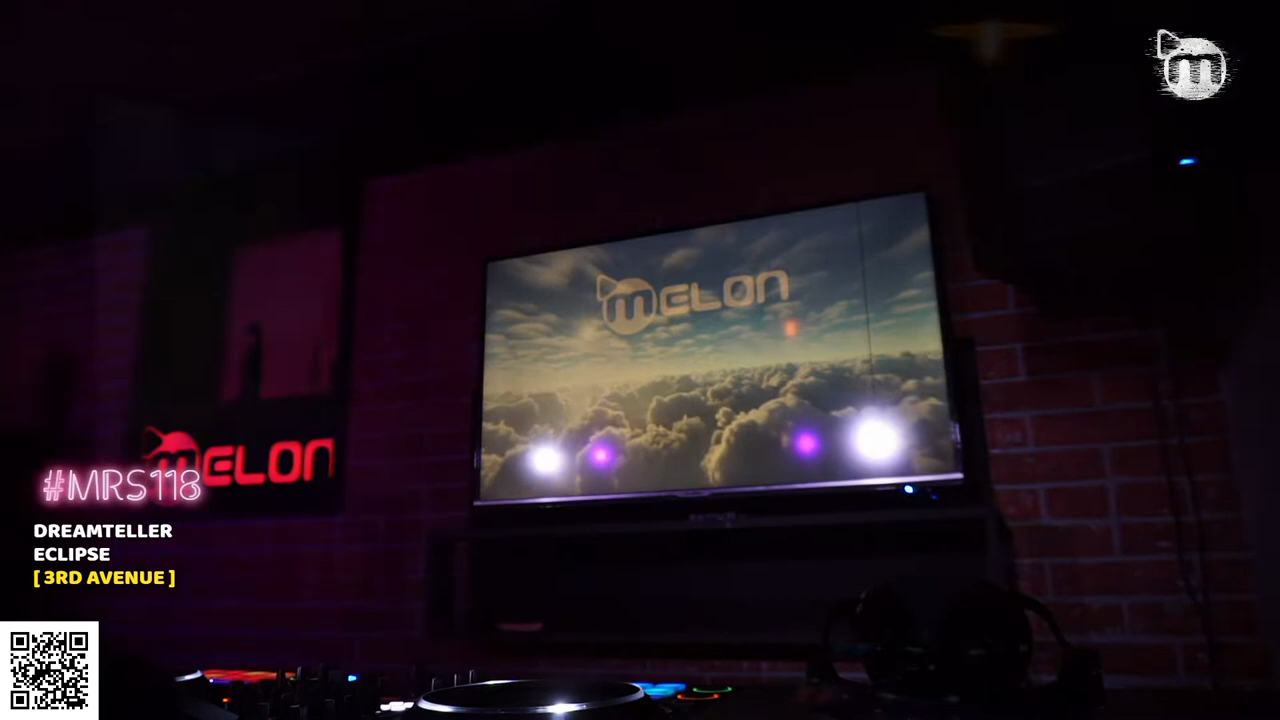 m
mELON
mELON
#MRS118
DREAMTELLER
ECLIPSE
[ 3RD AVENUE ]